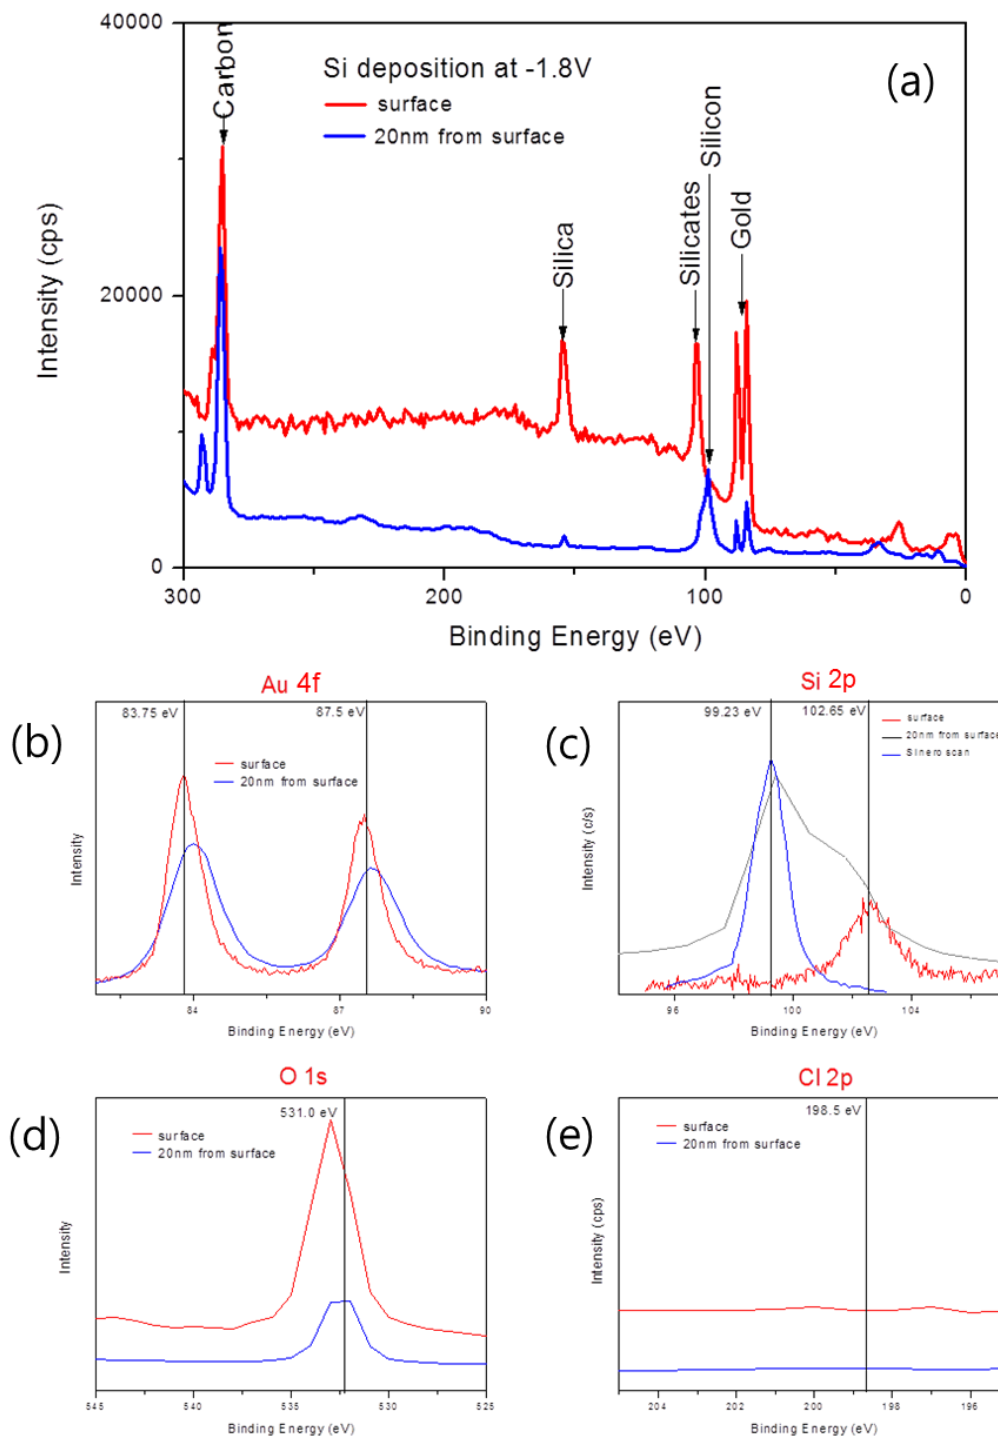 (a)
Si deposition at -1.8V
surface
20nm from surface
Carbon
Silica
Silicates
Silicon
Gold
40000
20000
0
Intensity (cps)
300
200
100
0
Binding Energy (eV)
(b)
Au 4f
83.75 eV
87.5 eV
surface
20nm from surface
Intensity
84
87
90
Binding Energy (eV)
(c)
Si 2p
99.23 eV
102.65 eV
surface
20nm from surface
Intensity (c/s)
96
100
104
Binding Energy (eV)
(d)
O 1s
531.0 eV
surface
20nm from surface
Intensity
545
540
535
530
525
Binding Energy (eV)
(e)
Cl 2p
198.5 eV
surface
20nm from surface
Intensity (cps)
204
202
200
198
196
Binding Energy (eV)